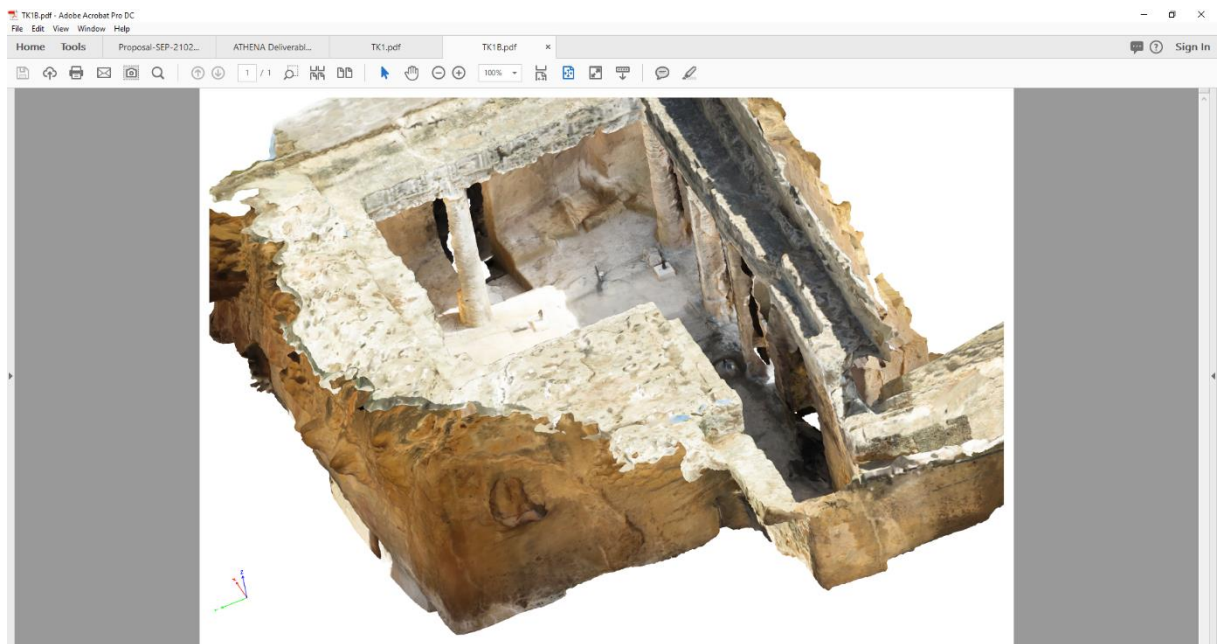 TK1B.pdf - Adobe Acrobat Pro DC
File Edit View Window Help
Home Tools Proposal-SEP-2102... ATHENA Deliverabl... TK1.pdf TK1B.pdf × Sign In
1 / 1 100%